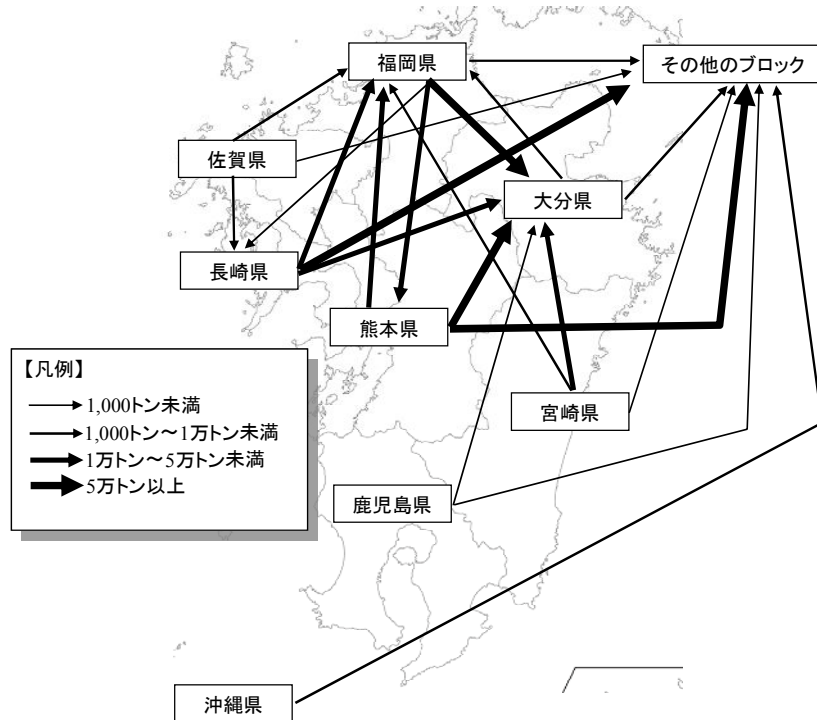 福岡県
その他のブロック
佐賀県
大分県
長崎県
熊本県
【凡例】
1,000トン未満
1,000トン～1万トン未満
1万トン～5万トン未満
5万トン以上
宮崎県
鹿児島県
沖縄県